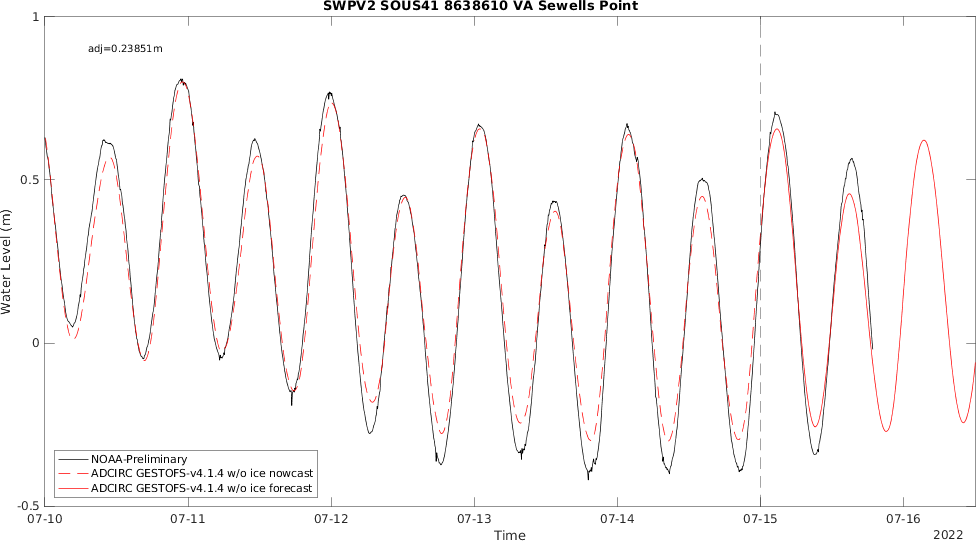 SWPV2 SOUS41 8638610 VA Sewells Point
1
adj=0.23851m
0.5
Water Level (m)
0
NOAA-Preliminary
ADCIRC GESTOFS-v4.1.4 w/o ice nowcast
ADCIRC GESTOFS-v4.1.4 w/o ice forecast
-0.5
07-10 07-11 07-12 07-13 07-14 07-15 07-16
Time
2022